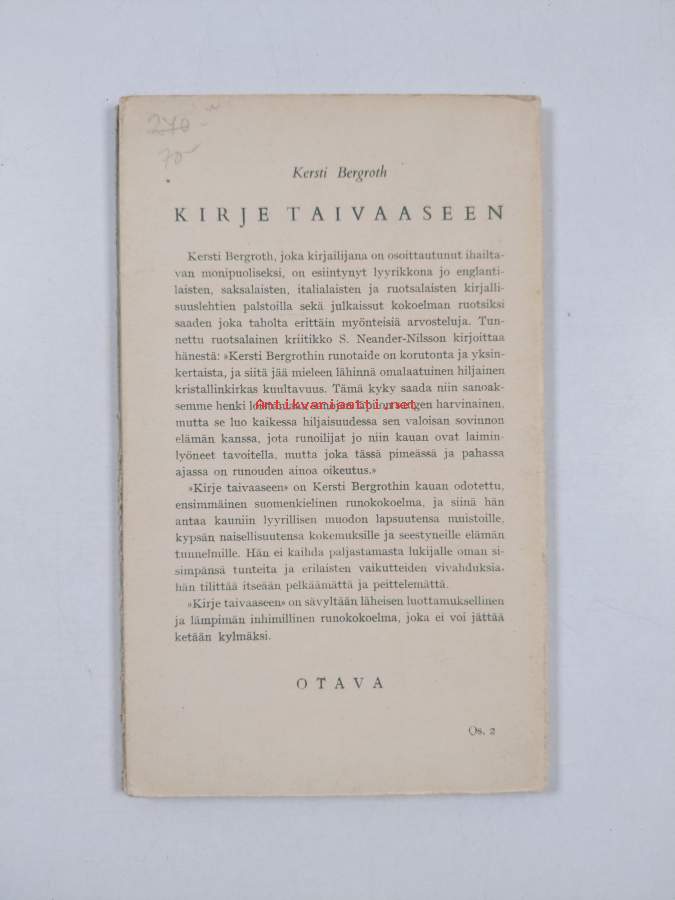 270-
70-
Kersti Bergroth
KIRJE TAIVAASEEN
Kersti Bergroth, joka kirjailijana on osoittautunut ihailta-
van monipuoliseksi, on esiintynyt lyyrikkona jo englanti-
laisten, saksalaisten, italialaisten ja ruotsalaisten kirjalli-
suuslehtien palstoilla sekä julkaissut kokoelman ruotsiksi
saaden joka taholta erittäin myönteisiä arvosteluja. Tun-
nettu ruotsalainen kriitikko S. Neander-Nilsson kirjoittaa
hänestä: »Kersti Bergrothin runotaide on korutonta ja yksin-
kertaista, ja siitä jää mieleen lähinnä omalaatuinen hiljainen
kristallinkirkas kuultavuus. Tämä kyky saada niin sanoak-
semme henki sanojen harvinainen,
Antikvariaatti.net
mutta se luo kaikessa hiljaisuudessa sen valoisan sovinnon
elämän kanssa, jota runoilijat jo niin kauan ovat laimin-
lyöneet tavoitella, mutta joka tässä pimeässä ja pahassa
ajassa on runouden ainoa oikeutus.»
»Kirje taivaaseen» on Kersti Bergrothin kauan odotettu,
ensimmäinen suomenkielinen runokokoelma, ja siinä hän
antaa kauniin lyyrillisen muodon lapsuutensa muistoille,
kypsän naisellisuutensa kokemuksille ja seestyneille elämän
tunnelmille. Hän ei kaihda paljastamasta lukijalle oman si-
simpänsä tunteita ja erilaisten vaikutteiden vivahduksia,
hän tilittää itseään pelkäämättä ja peittelemättä.
»Kirje taivaaseen» on sävyltään läheisen luottamuksellinen
ja lämpimän inhimillinen runokokoelma, joka ei voi jättää
ketään kylmäksi.
OTAVA
Os. 2